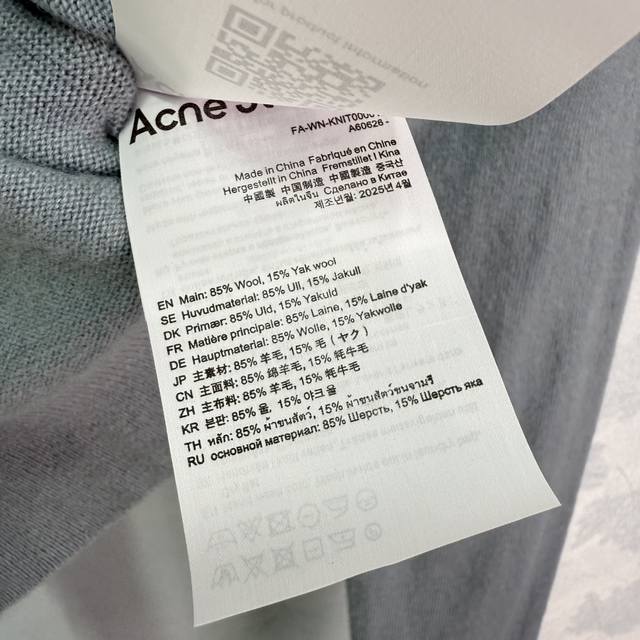 for product information
Acne
FA-WN-KNIT000
A60628 -
Made in China Fabriqué en Chine
Hergestellt in China Fremstillet I Kina
中國製 中国制造 中國製造 중국산
ผลิตในจีน Сделано в Китае
제조년월: 2025년 4월
EN Main: 85% Wool, 15% Yak wool
SE Huvudmaterial: 85% Ull, 15% Jakull
DK Primær: 85% Uld, 15% Yakuld
FR Matière principale: 85% Laine, 15% Laine d'yak
DE Hauptmaterial: 85% Wolle, 15% Yakwolle
JP 主素材: 85% 羊毛, 15% 毛 (ヤク)
CN 主面料: 85% 绵羊毛, 15% 牦牛毛
ZH 主布料: 85% 羊毛, 15% 牦牛毛
KR 본판: 85% 울, 15% 야크울
TH หลัก: 85% ผ้าขนสัตว์, 15% ผ้าขนสัตว์ขนจามรี
RU основной материал: 85% Шерсть, 15% Шерсть яка